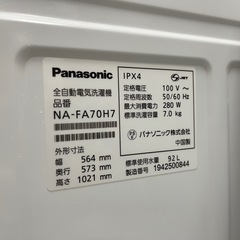 Panasonic
全自動電気洗濯機
品番
NA-FA70H7
外形寸法
幅 564 mm
奥行 573 mm
高さ 1021 mm
IPX4
JET
定格電圧 100 V ～
定格周波数 50/60 Hz
最大消費電力 280 W
標準洗濯容量 7.0 kg
パナソニック株式会社
中国製
標準使用水量 92 L
製造番号 1942500844